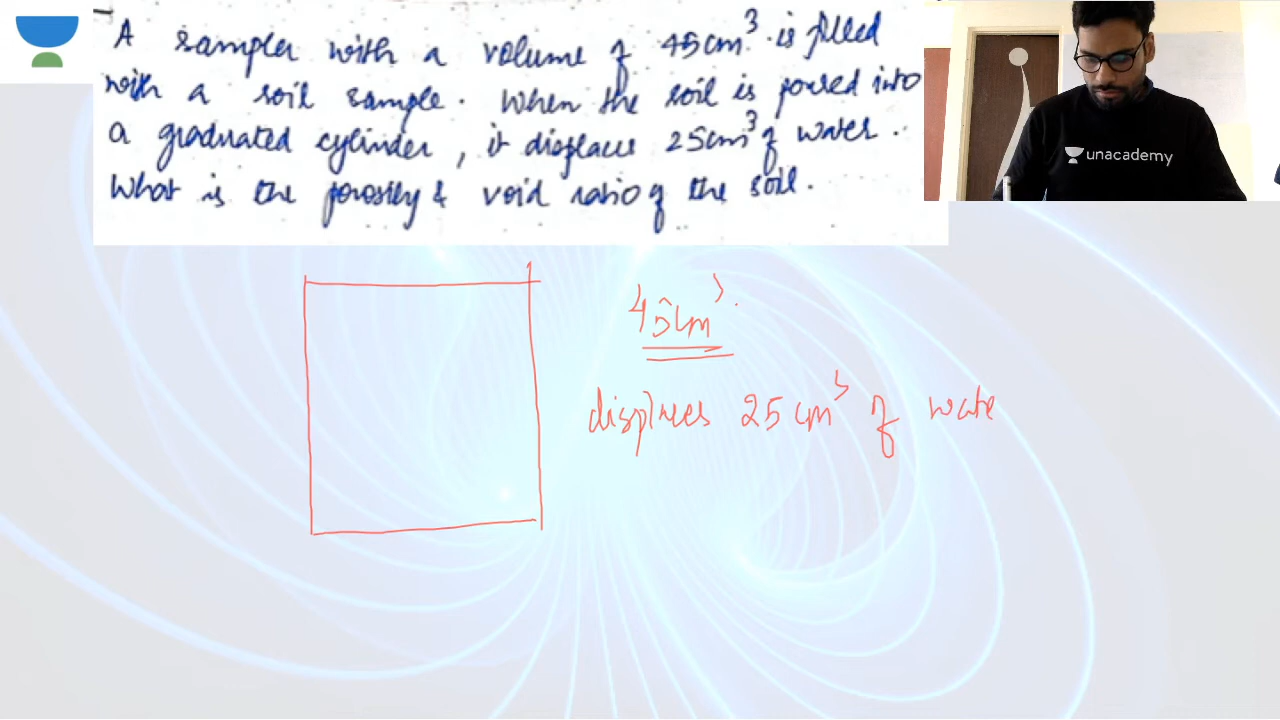 A sampler with a volume of 45cm³ is filled
with a soil sample. When the soil is poured into
a graduated cylinder, it displaces 25cm³ of water.
What is the porosity & void ratio of the soil.
unacademy
45cm³.
displaces 25cm³ of wate